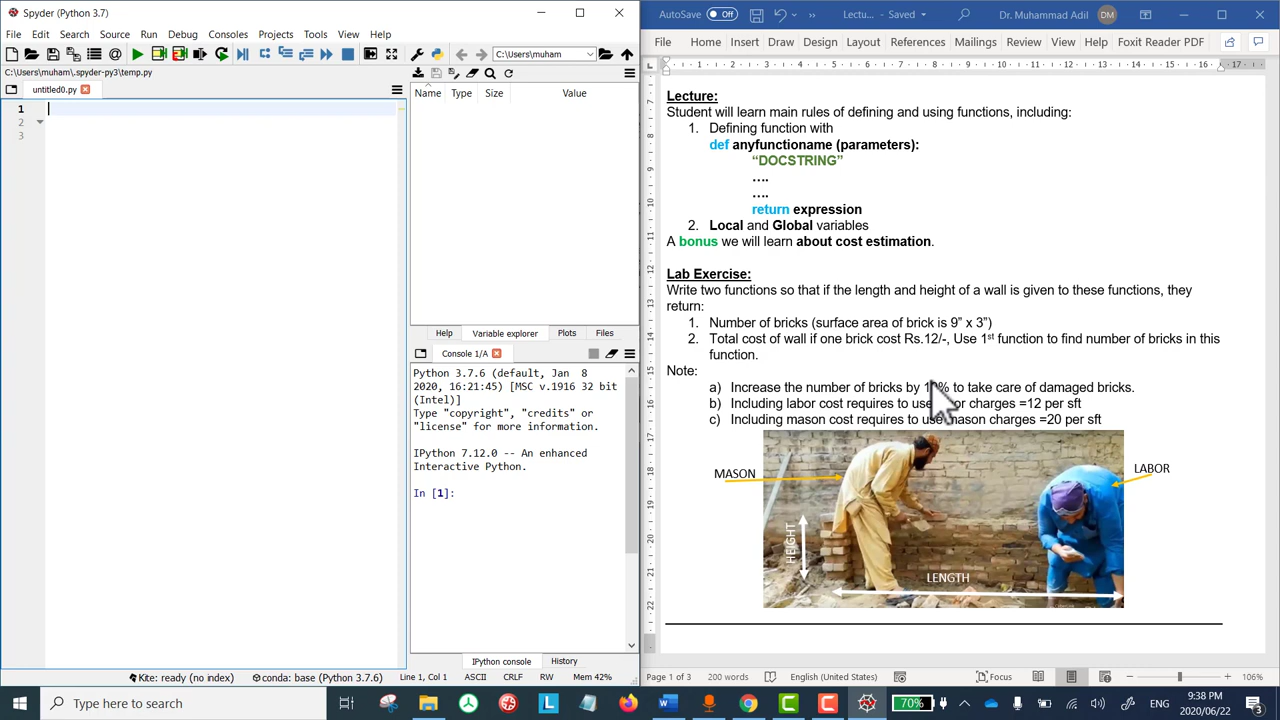 Spyder (Python 3.7)
File Edit Search Source Run Debug Consoles Projects Tools View Help
C:\Users\muham
C:\Users\muham\.spyder-py3\temp.py
untitled0.py
1
2
3
Name Type Size Value
Help Variable explorer Plots Files
Console 1/A
Python 3.7.6 (default, Jan 8
2020, 16:21:45) [MSC v.1916 32 bit
(Intel)]
Type "copyright", "credits" or
"license" for more information.
IPython 7.12.0 -- An enhanced
Interactive Python.
In [1]:
IPython console History
Kite: ready (no index) conda: base (Python 3.7.6) Line 1, Col 1 ASCII CRLF RW Mem 42%
AutoSave Off Lectu... - Saved Dr. Muhammad Adil DM
File Home Insert Draw Design Layout References Mailings Review View Help Foxit Reader PDF
Lecture:
Student will learn main rules of defining and using functions, including:
1. Defining function with
def anyfunctioname (parameters):
“DOCSTRING”
….
….
return expression
2. Local and Global variables
A bonus we will learn about cost estimation.
Lab Exercise:
Write two functions so that if the length and height of a wall is given to these functions, they
return:
1. Number of bricks (surface area of brick is 9” x 3”)
2. Total cost of wall if one brick cost Rs.12/-, Use 1st function to find number of bricks in this
function.
Note:
a) Increase the number of bricks by % to take care of damaged bricks.
b) Including labor cost requires to use charges =12 per sft
c) Including mason cost requires to use mason charges =20 per sft
MASON
LABOR
HEIGHT
LENGTH
Page 1 of 3 200 words English (United States) Focus 106%
Type here to search
70%
ENG
9:38 PM
2020/06/22
3